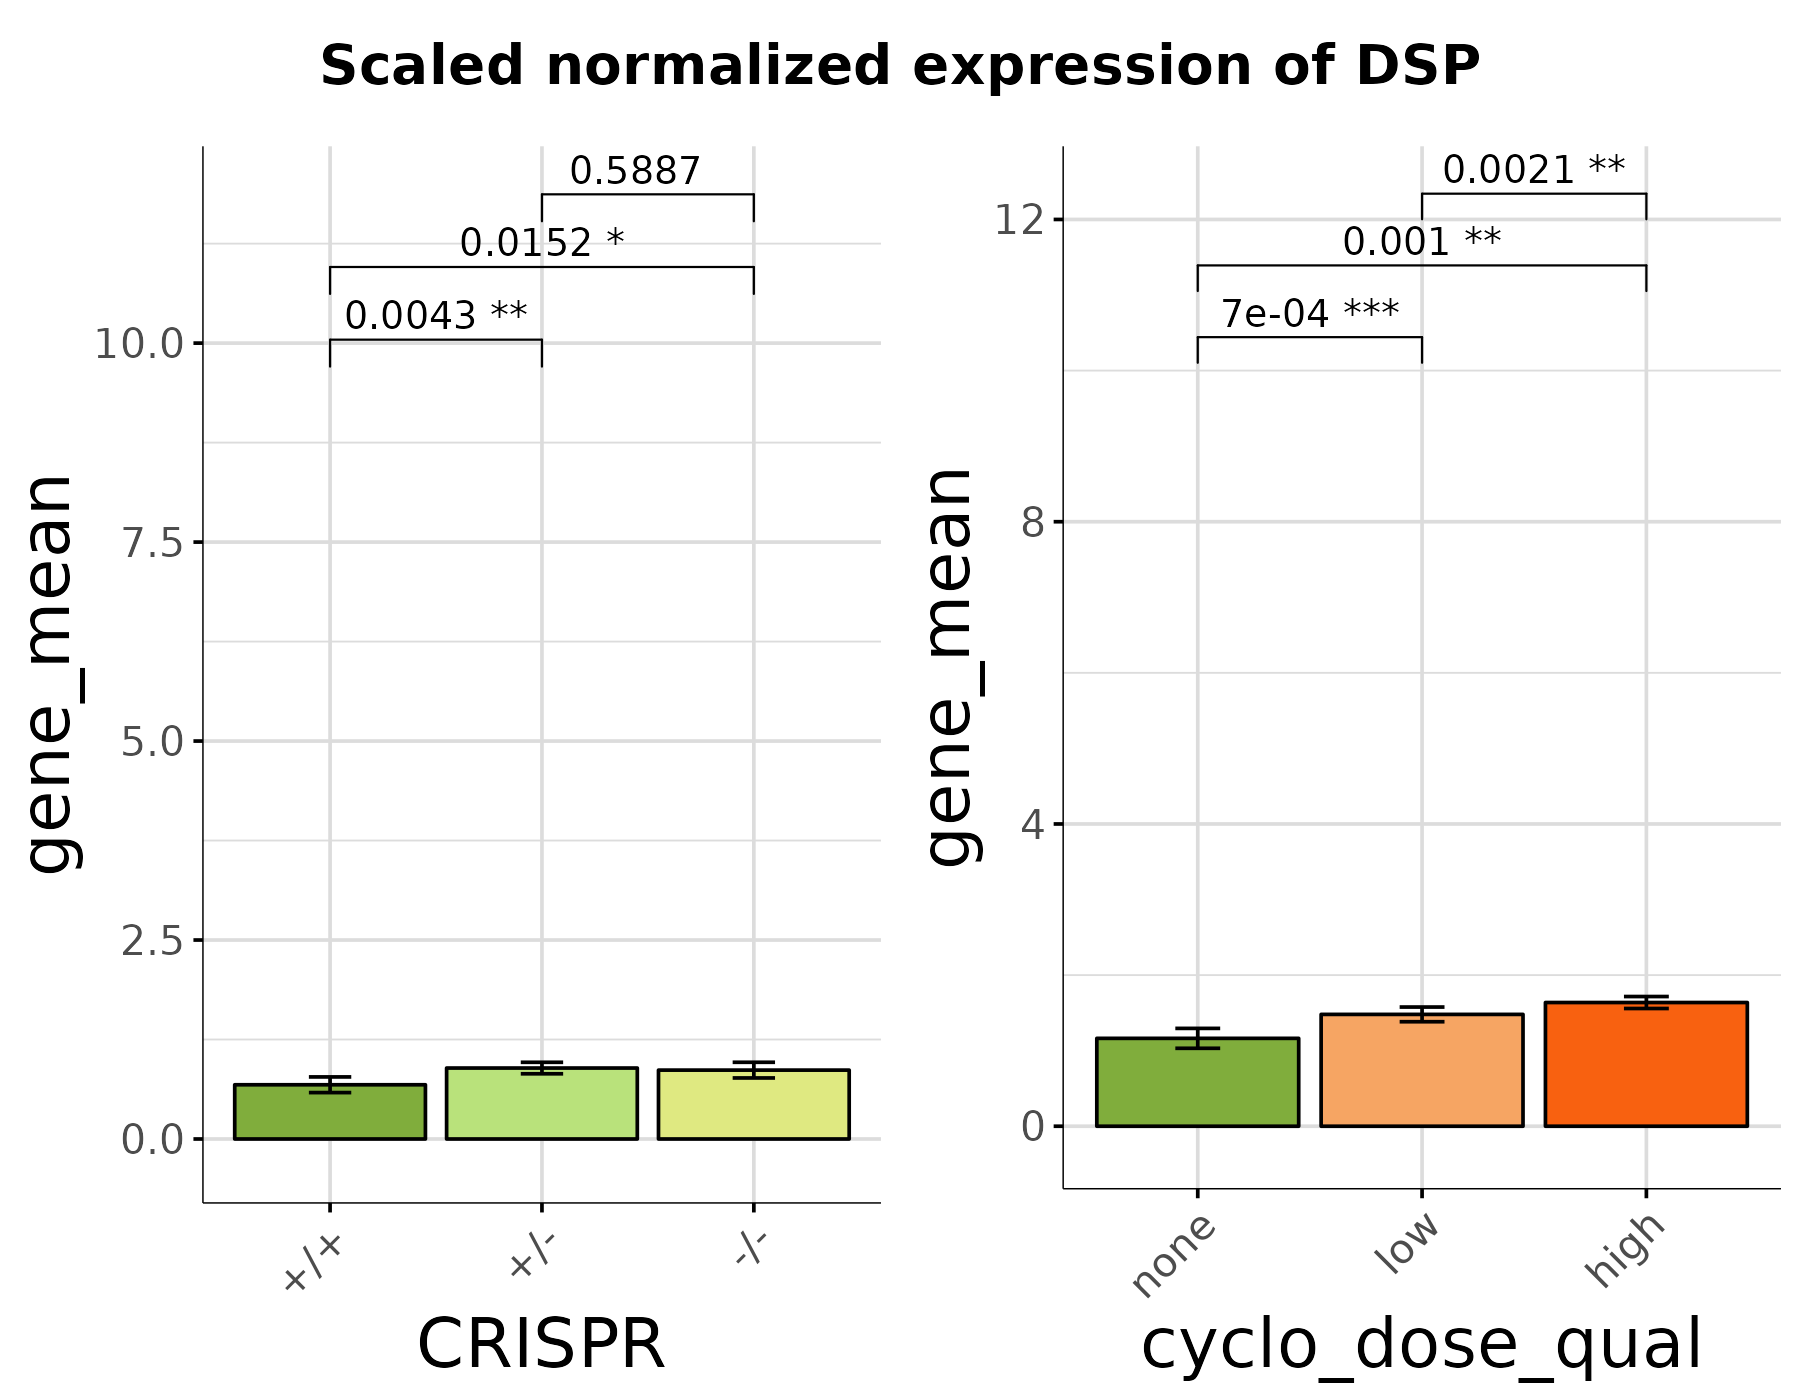 Scaled normalized expression of DSP
gene_mean
10.0
7.5
5.0
2.5
0.0
0.5887
0.0152 *
0.0043 **
+/+
+/-
-/-
CRISPR
gene_mean
12
8
4
0
0.0021 **
0.001 **
7e-04 ***
none
low
high
cyclo_dose_qual